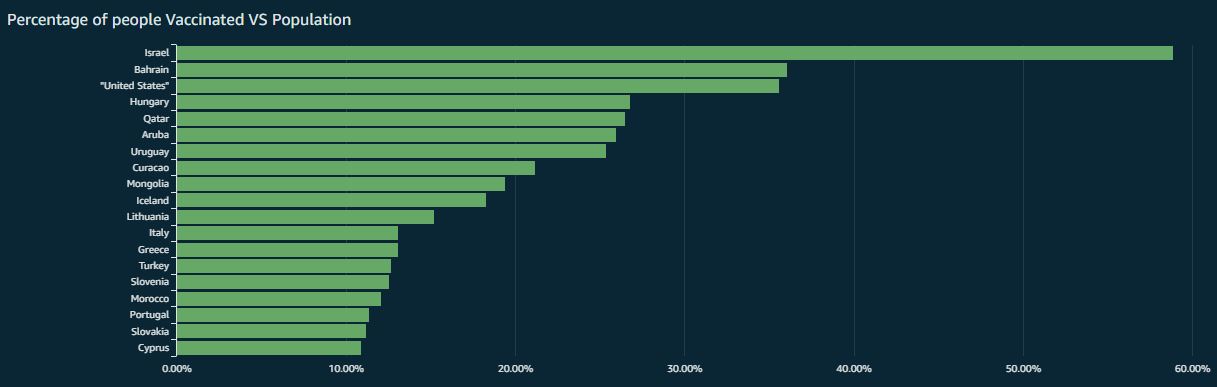 Percentage of people Vaccinated VS Population
Israel
Bahrain
"United States"
Hungary
Qatar
Aruba
Uruguay
Curacao
Mongolia
Iceland
Lithuania
Italy
Greece
Turkey
Slovenia
Morocco
Portugal
Slovakia
Cyprus
0.00% 10.00% 20.00% 30.00% 40.00% 50.00% 60.00%